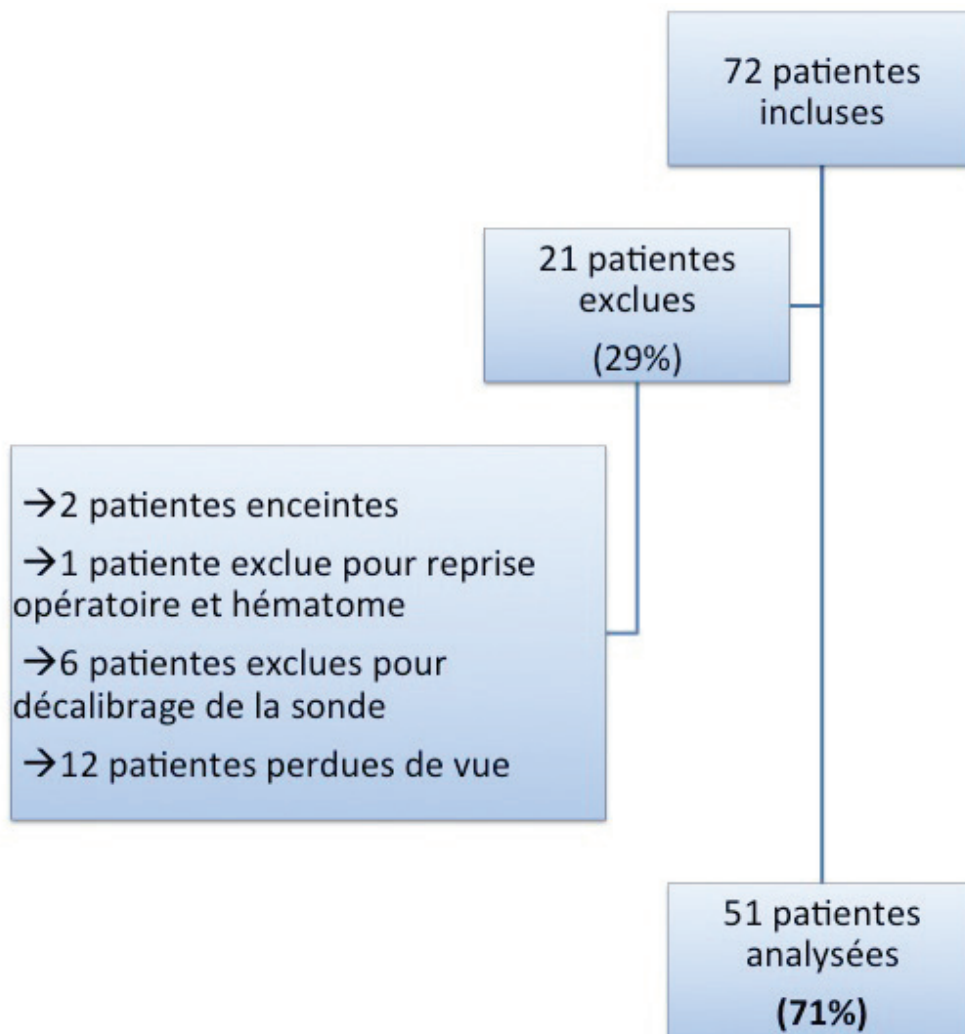 72 patientes
incluses
21 patientes
exclues
(29%)
→2 patientes enceintes
→1 patiente exclue pour reprise
opératoire et hématome
→6 patientes exclues pour
décalibrage de la sonde
→12 patientes perdues de vue
51 patientes
analysées
(71%)